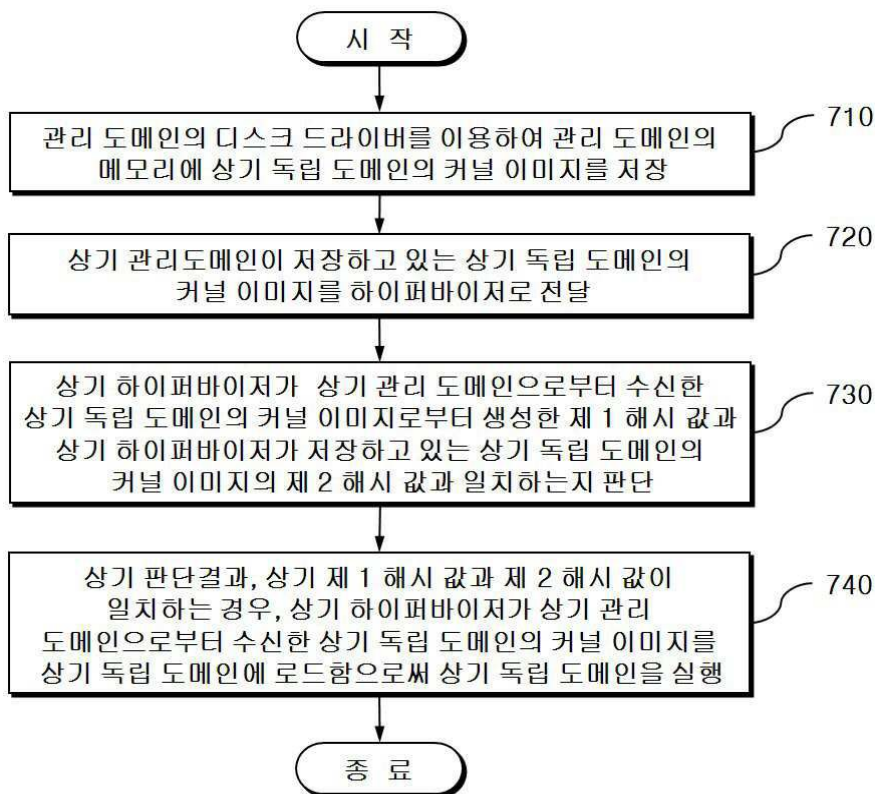 시 작
관리 도메인의 디스크 드라이버를 이용하여 관리 도메인의
메모리에 상기 독립 도메인의 커널 이미지를 저장
710
상기 관리도메인이 저장하고 있는 상기 독립 도메인의
커널 이미지를 하이퍼바이저로 전달
720
상기 하이퍼바이저가 상기 관리 도메인으로부터 수신한
상기 독립 도메인의 커널 이미지로부터 생성한 제 1 해시 값과
상기 하이퍼바이저가 저장하고 있는 상기 독립 도메인의
커널 이미지의 제 2 해시 값과 일치하는지 판단
730
상기 판단결과, 상기 제 1 해시 값과 제 2 해시 값이
일치하는 경우, 상기 하이퍼바이저가 상기 관리
도메인으로부터 수신한 상기 독립 도메인의 커널 이미지를
상기 독립 도메인에 로드함으로써 상기 독립 도메인을 실행
740
종 료